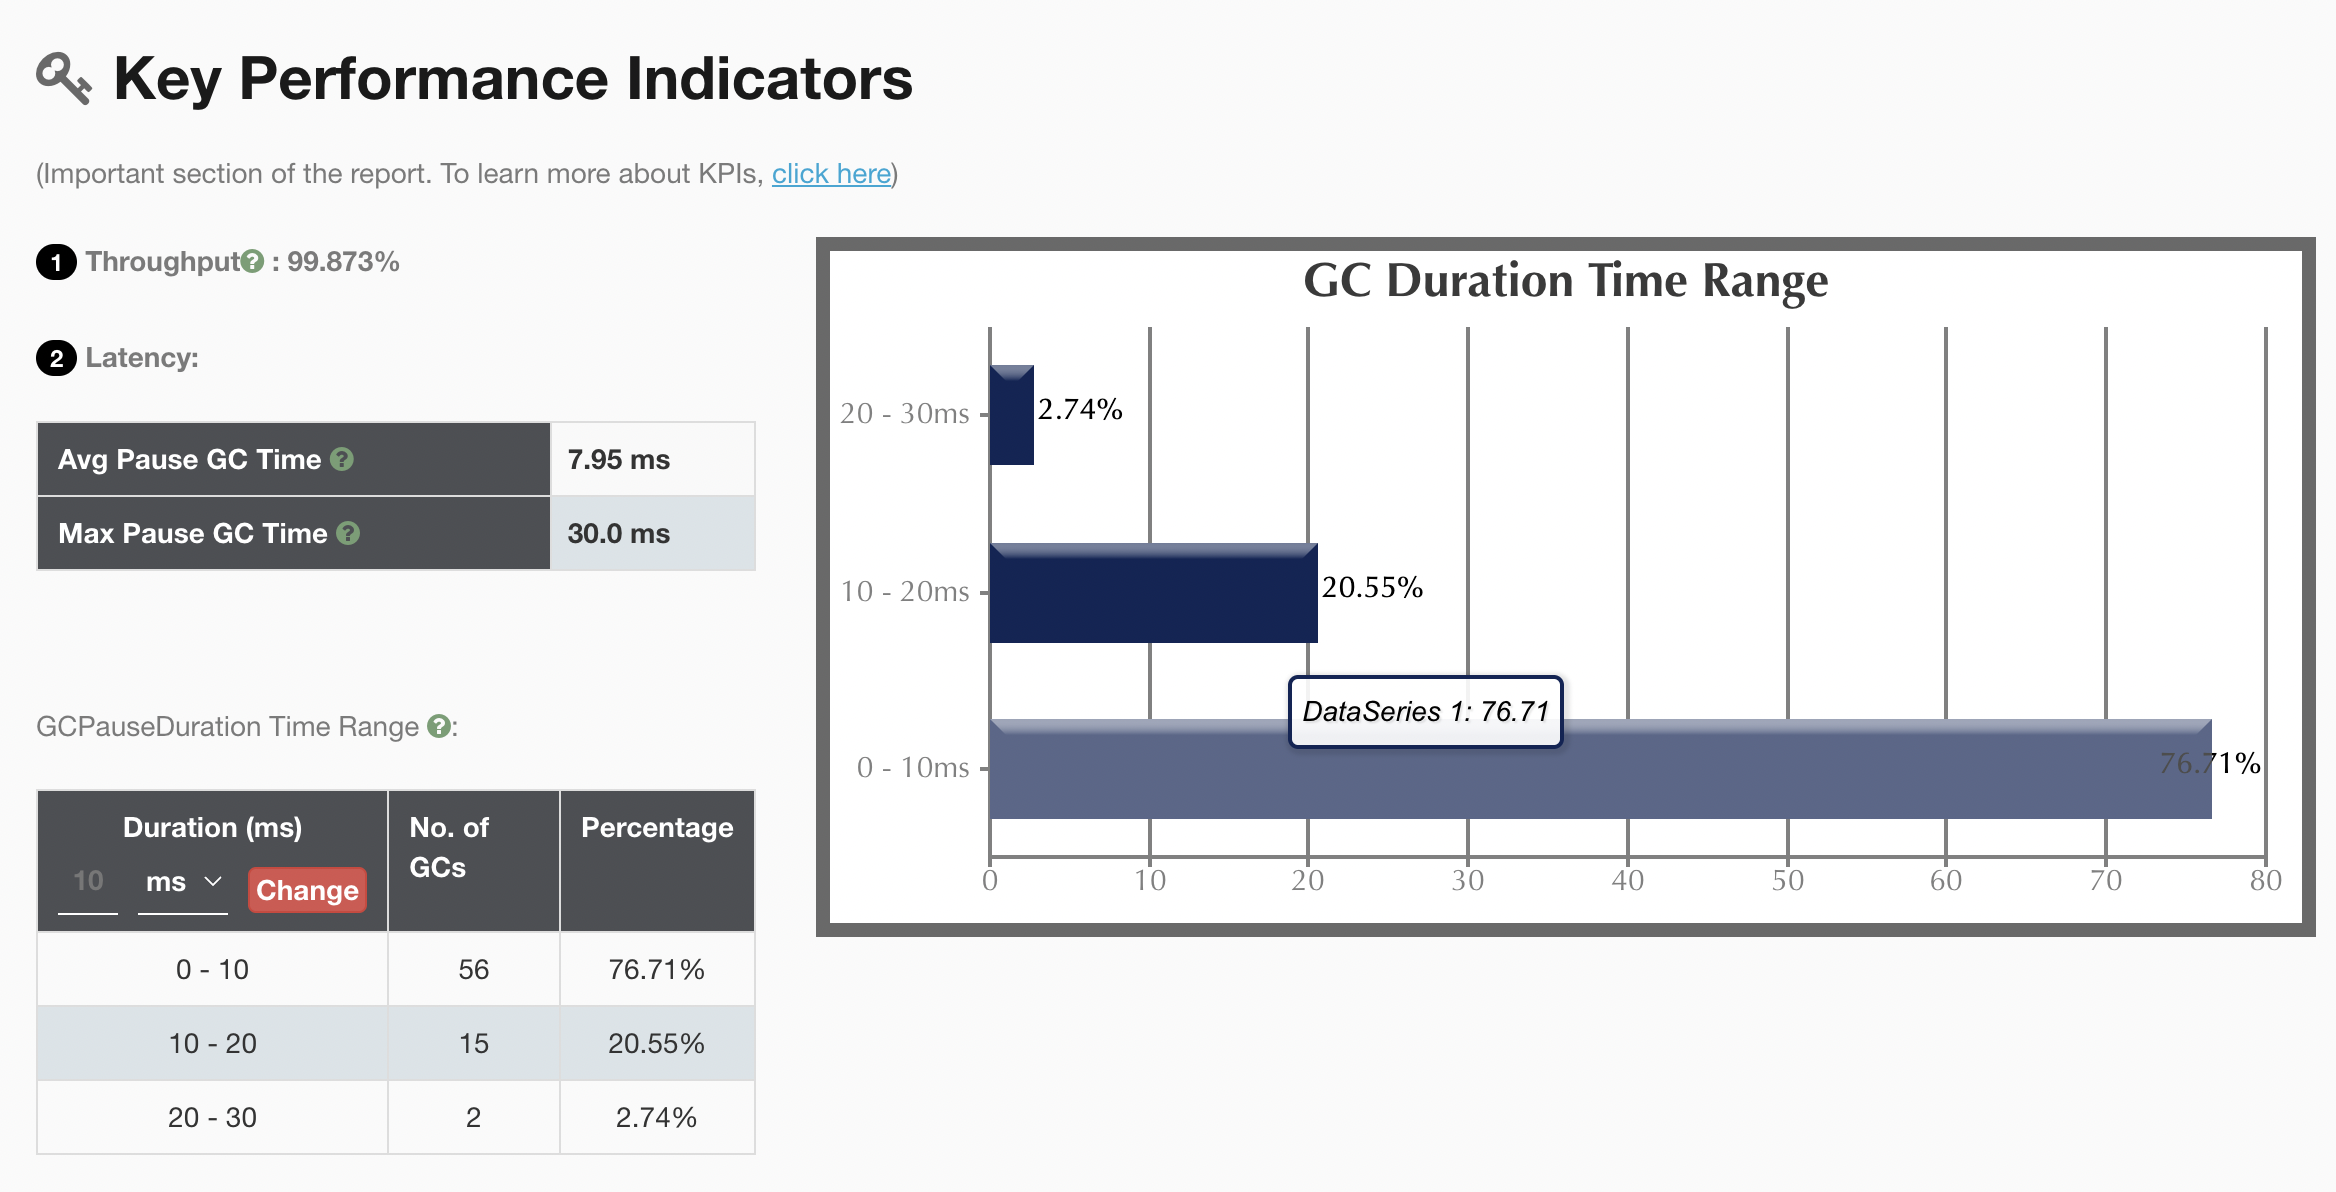 Key Performance Indicators
(Important section of the report. To learn more about KPIs, click here)
1 Throughput? : 99.873%
2 Latency:
Avg Pause GC Time ? 7.95 ms
Max Pause GC Time ? 30.0 ms
GCPauseDuration Time Range ?:
Duration (ms) No. of GCs Percentage
10 ms Change
0 - 10 56 76.71%
10 - 20 15 20.55%
20 - 30 2 2.74%
GC Duration Time Range
20 - 30ms 2.74%
10 - 20ms 20.55%
DataSeries 1: 76.71
0 - 10ms 76.71%
0 10 20 30 40 50 60 70 80